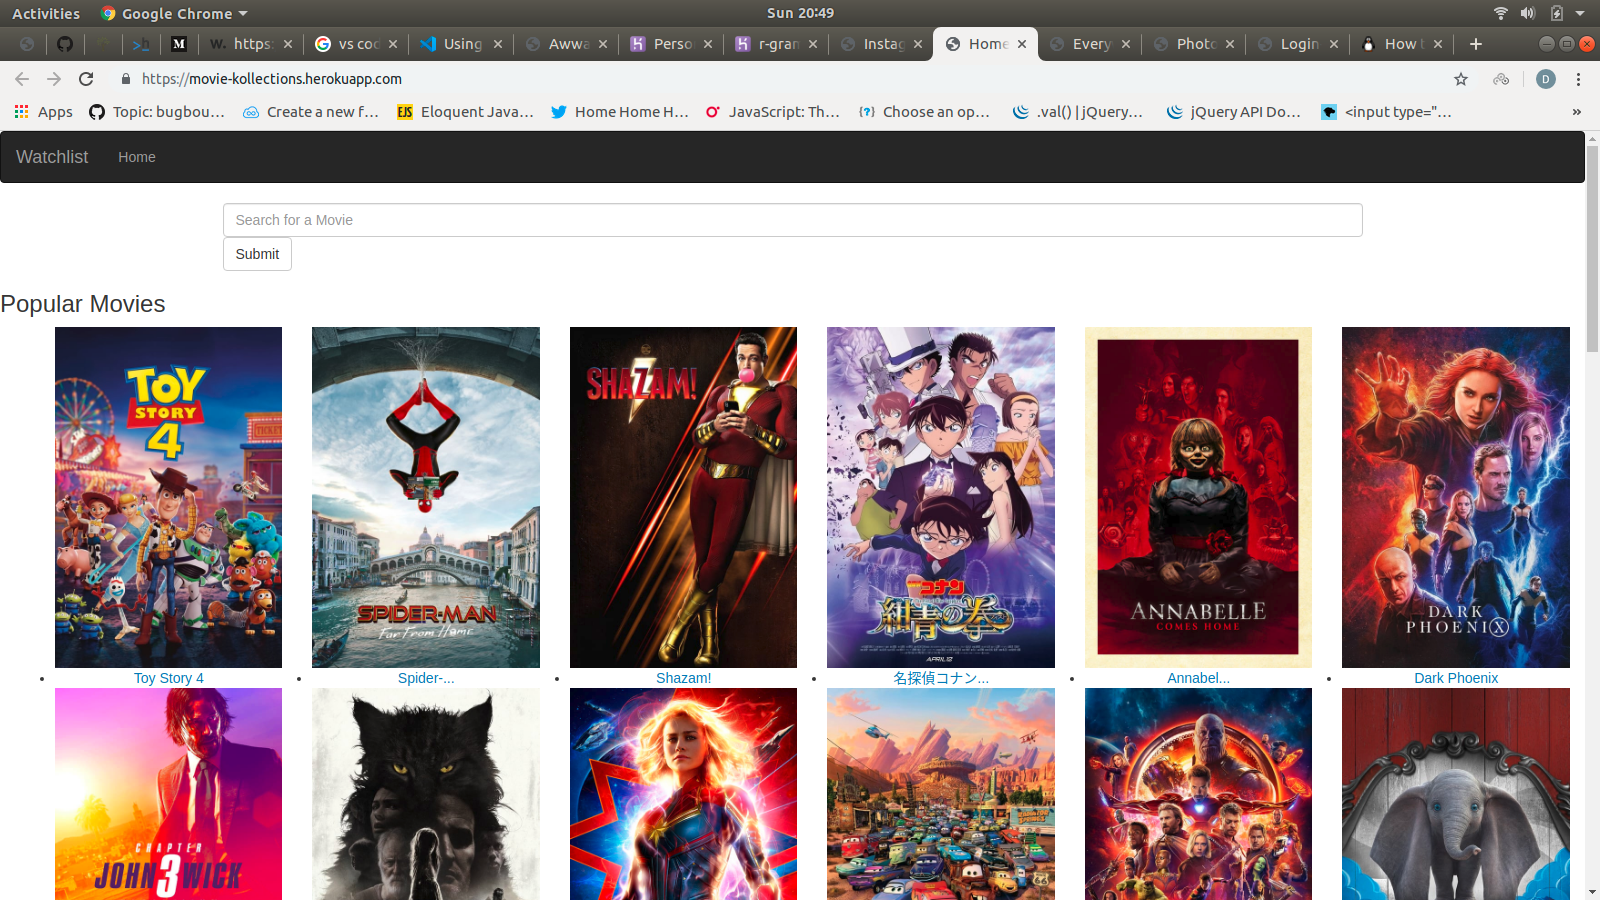 Activities Google Chrome Sun 20:49
https: vs cod Using Awwa Perso r-gran Instag Home Every Photo Login How t
https://movie-kollections.herokuapp.com D
Apps Topic: bugbou... Create a new f... EJS Eloquent Java... Home Home H... JavaScript: Th... Choose an op... .val() | jQuery... jQuery API Do... <input type="... »
Watchlist Home
Search for a Movie
Submit
Popular Movies
TOY STORY 4
SPIDER-MAN
Far From Home
SHAZAM!
コナン
紺青の拳
APRIL 12
ANNABELLE
COMES HOME
DARK PHOENIX
Toy Story 4 Spider-... Shazam! 名探偵コナン... Annabel... Dark Phoenix
CHAPTER 3
JOHN WICK